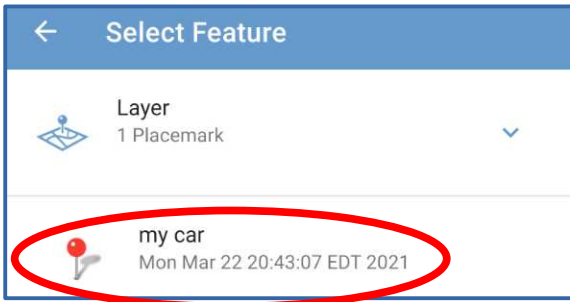 Select Feature
Layer
1 Placemark
my car
Mon Mar 22 20:43:07 EDT 2021